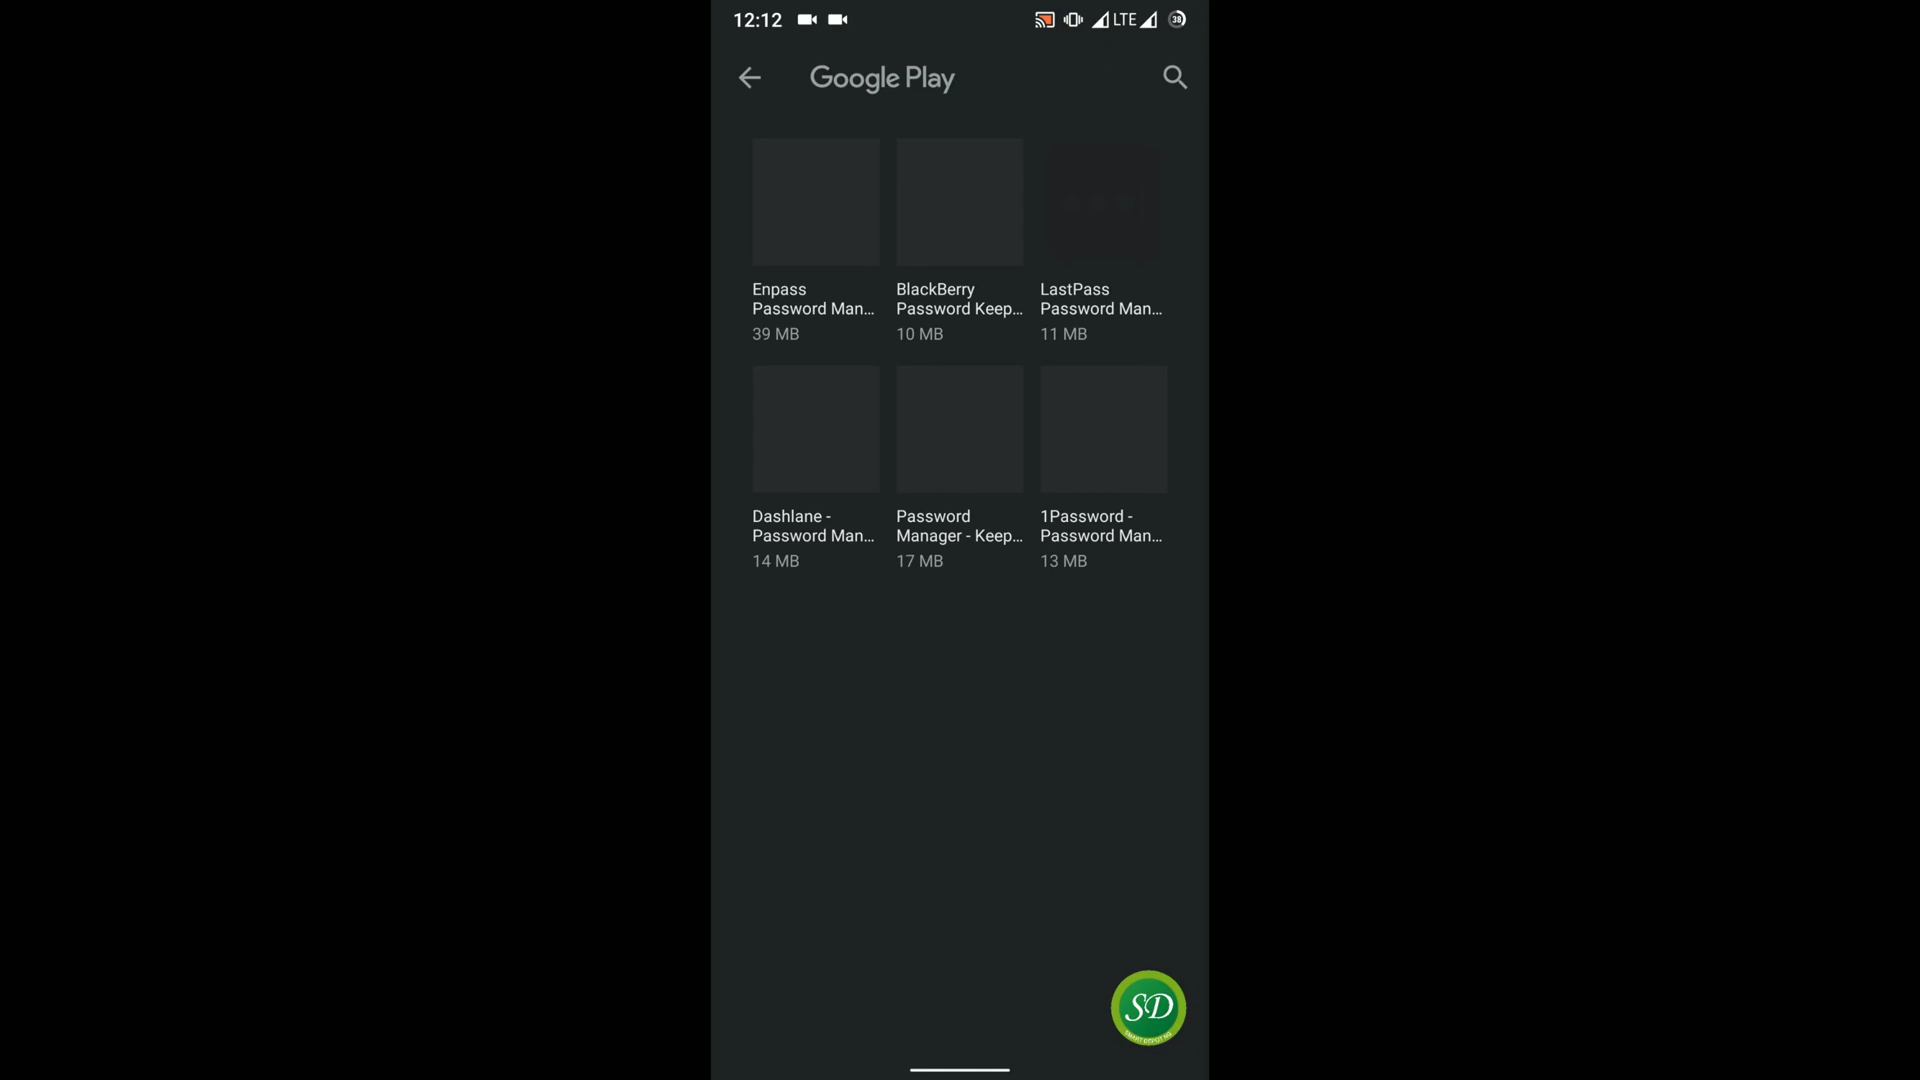 12:12
LTE
38
Google Play
Enpass
Password Man...
39 MB
BlackBerry
Password Keep...
10 MB
LastPass
Password Man...
11 MB
Dashlane -
Password Man...
14 MB
Password
Manager - Keep...
17 MB
1Password -
Password Man...
13 MB
SD